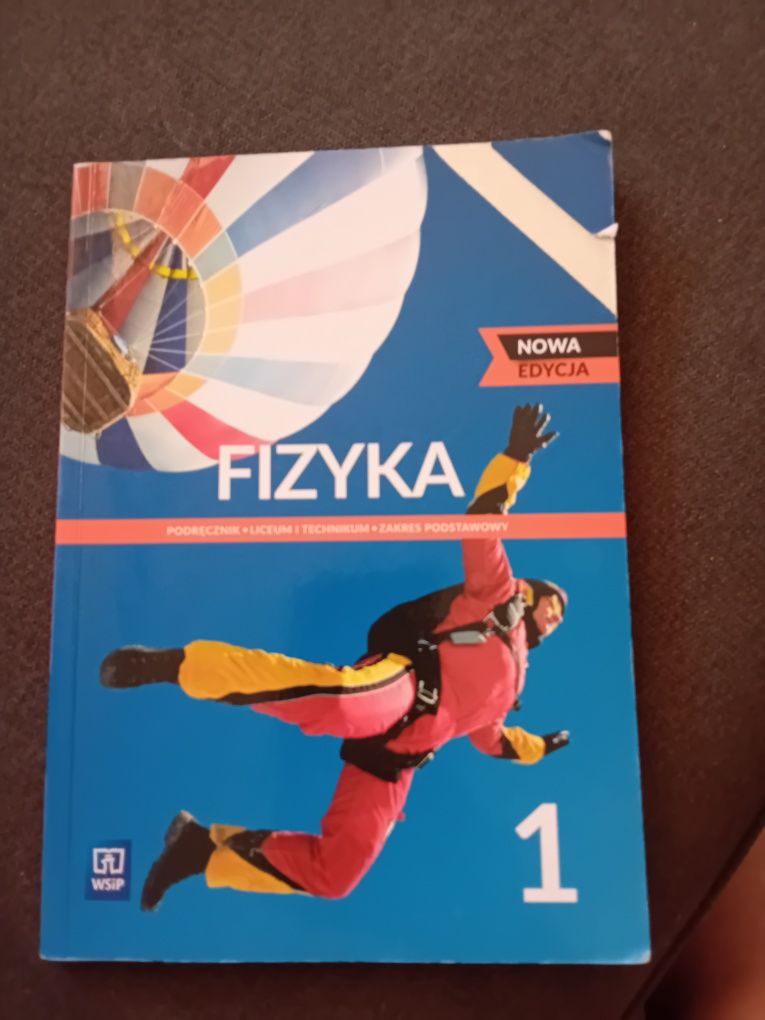 NOWA
EDYCJA
FIZYKA
PODRĘCZNIK • LICEUM I TECHNIKUM • ZAKRES PODSTAWOWY
1
WSiP